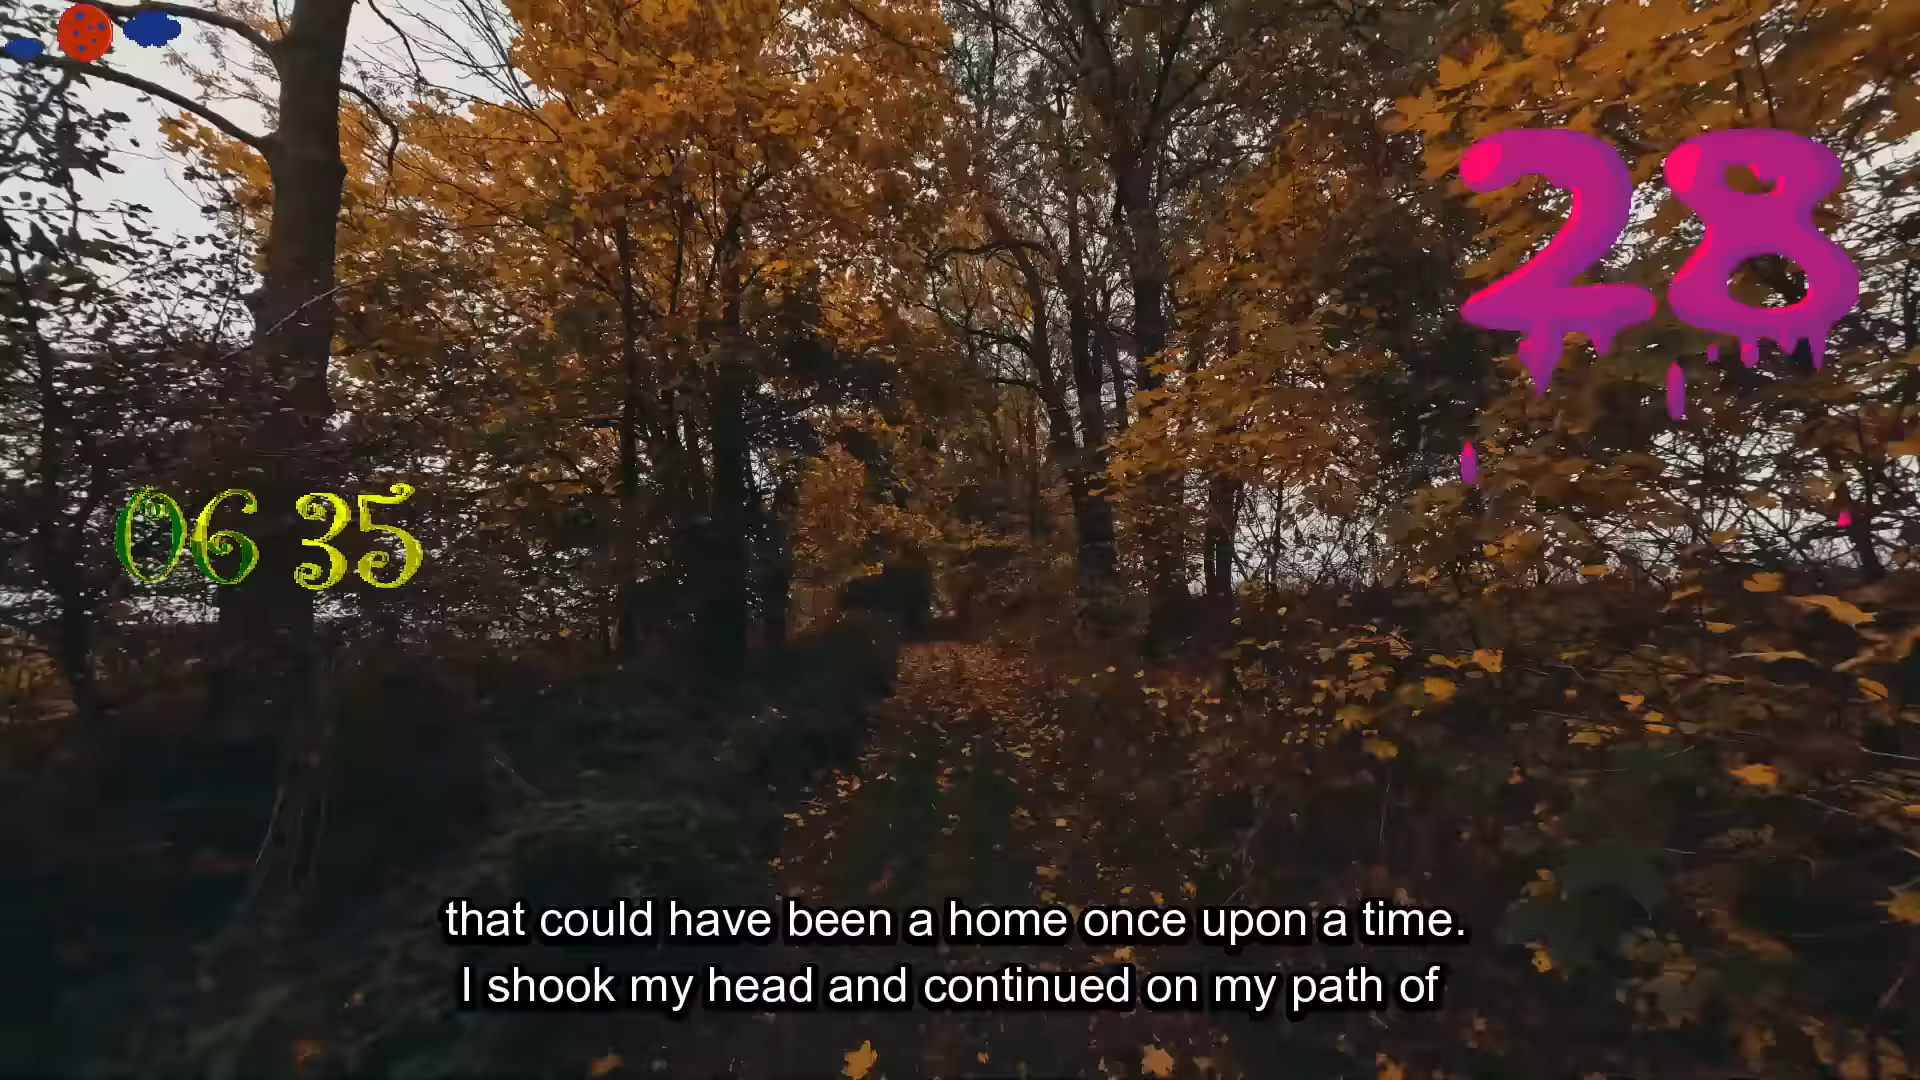 28
06 35
that could have been a home once upon a time.
I shook my head and continued on my path of